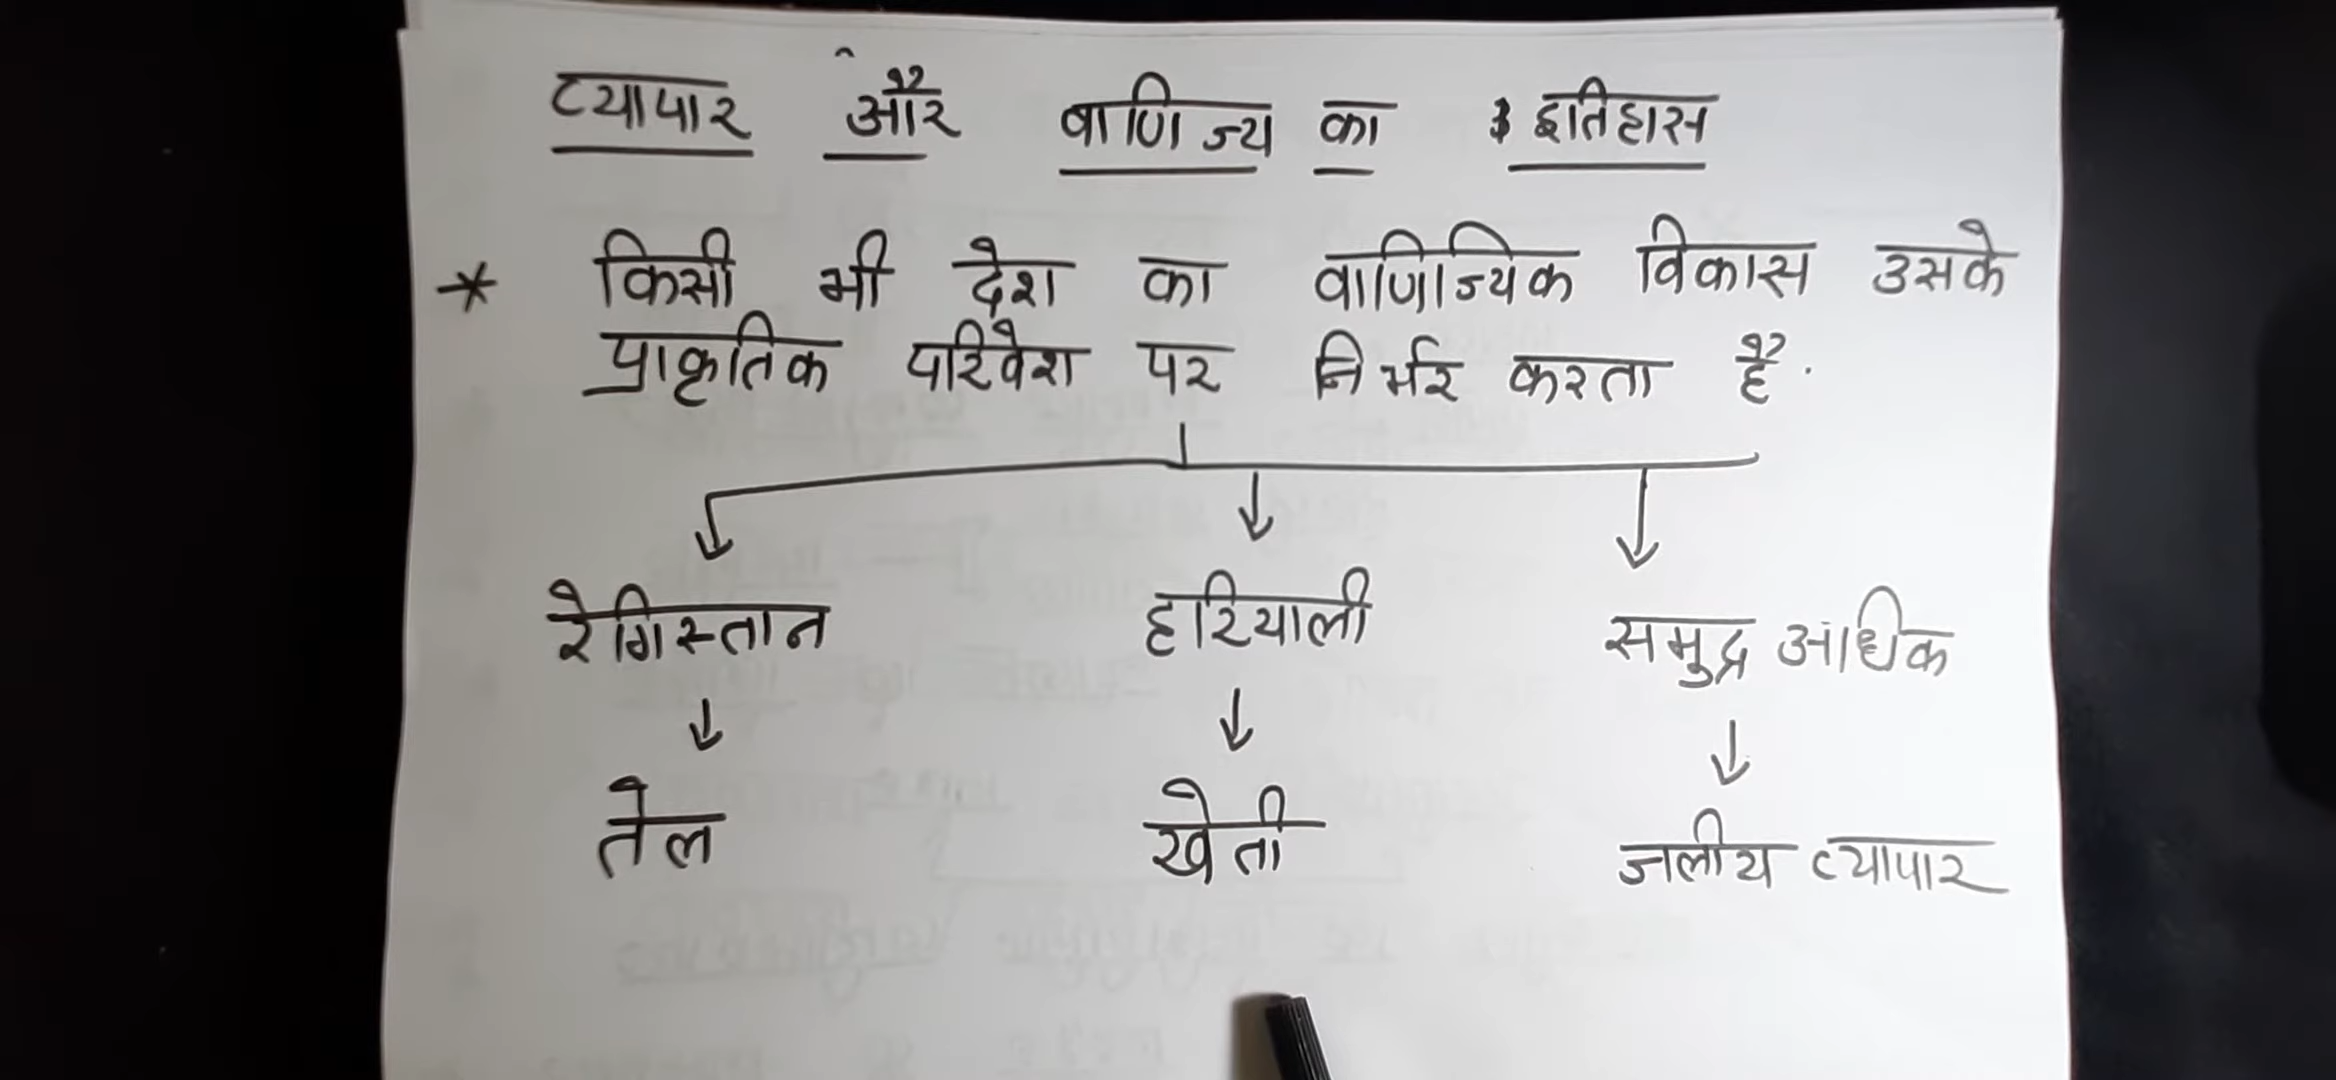 व्यापार और वाणिज्य का इतिहास
* किसी भी देश का वाणिज्यिक विकास उसके
प्राकृतिक परिवेश पर निर्भर करता है.
रेगिस्तान हरियाली समुद्र अधिक
तेल खेती जलीय व्यापार